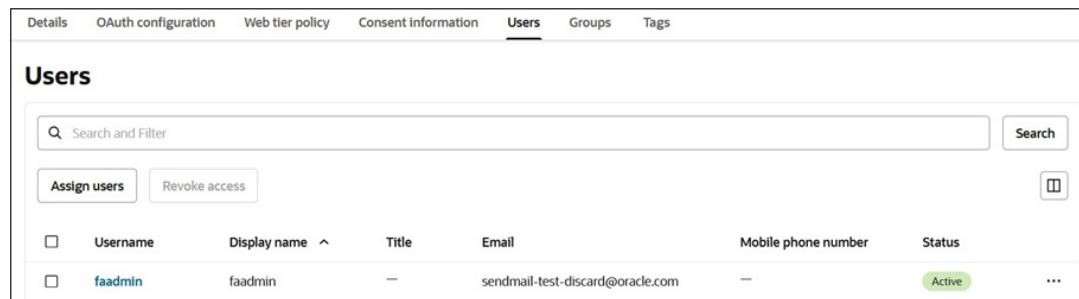 Details OAuth configuration Web tier policy Consent information Users Groups Tags
Users
Search and Filter Search
Assign users Revoke access
Username Display name Title Email Mobile phone number Status
faadmin faadmin — sendmail-test-discard@oracle.com — Active ...